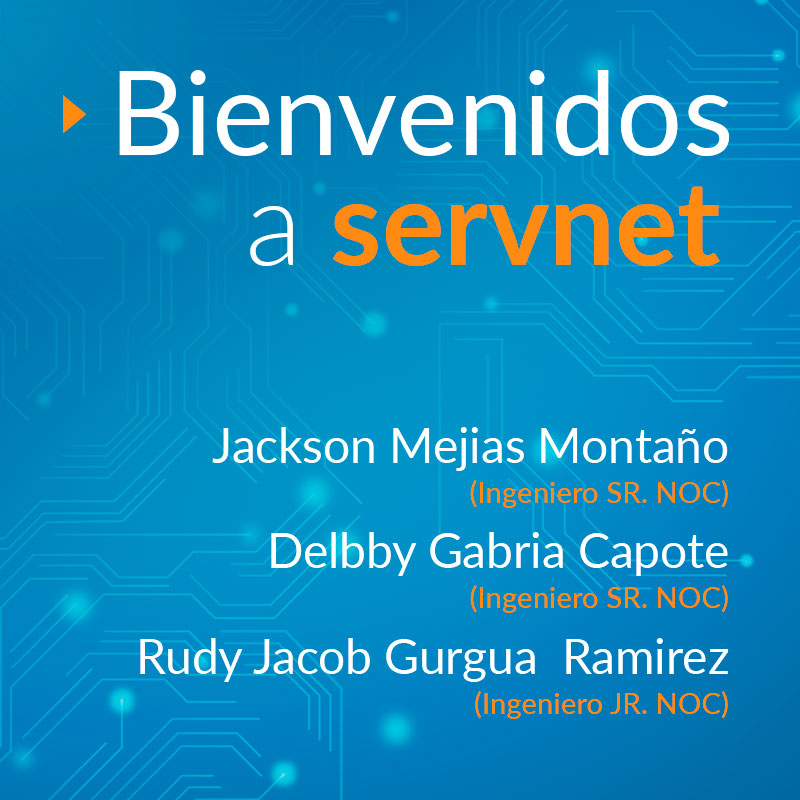 Bienvenidos
a servnet
Jackson Mejias Montaño
(Ingeniero SR. NOC)
Delbby Gabria Capote
(Ingeniero SR. NOC)
Rudy Jacob Gurgua  Ramirez
(Ingeniero JR. NOC)